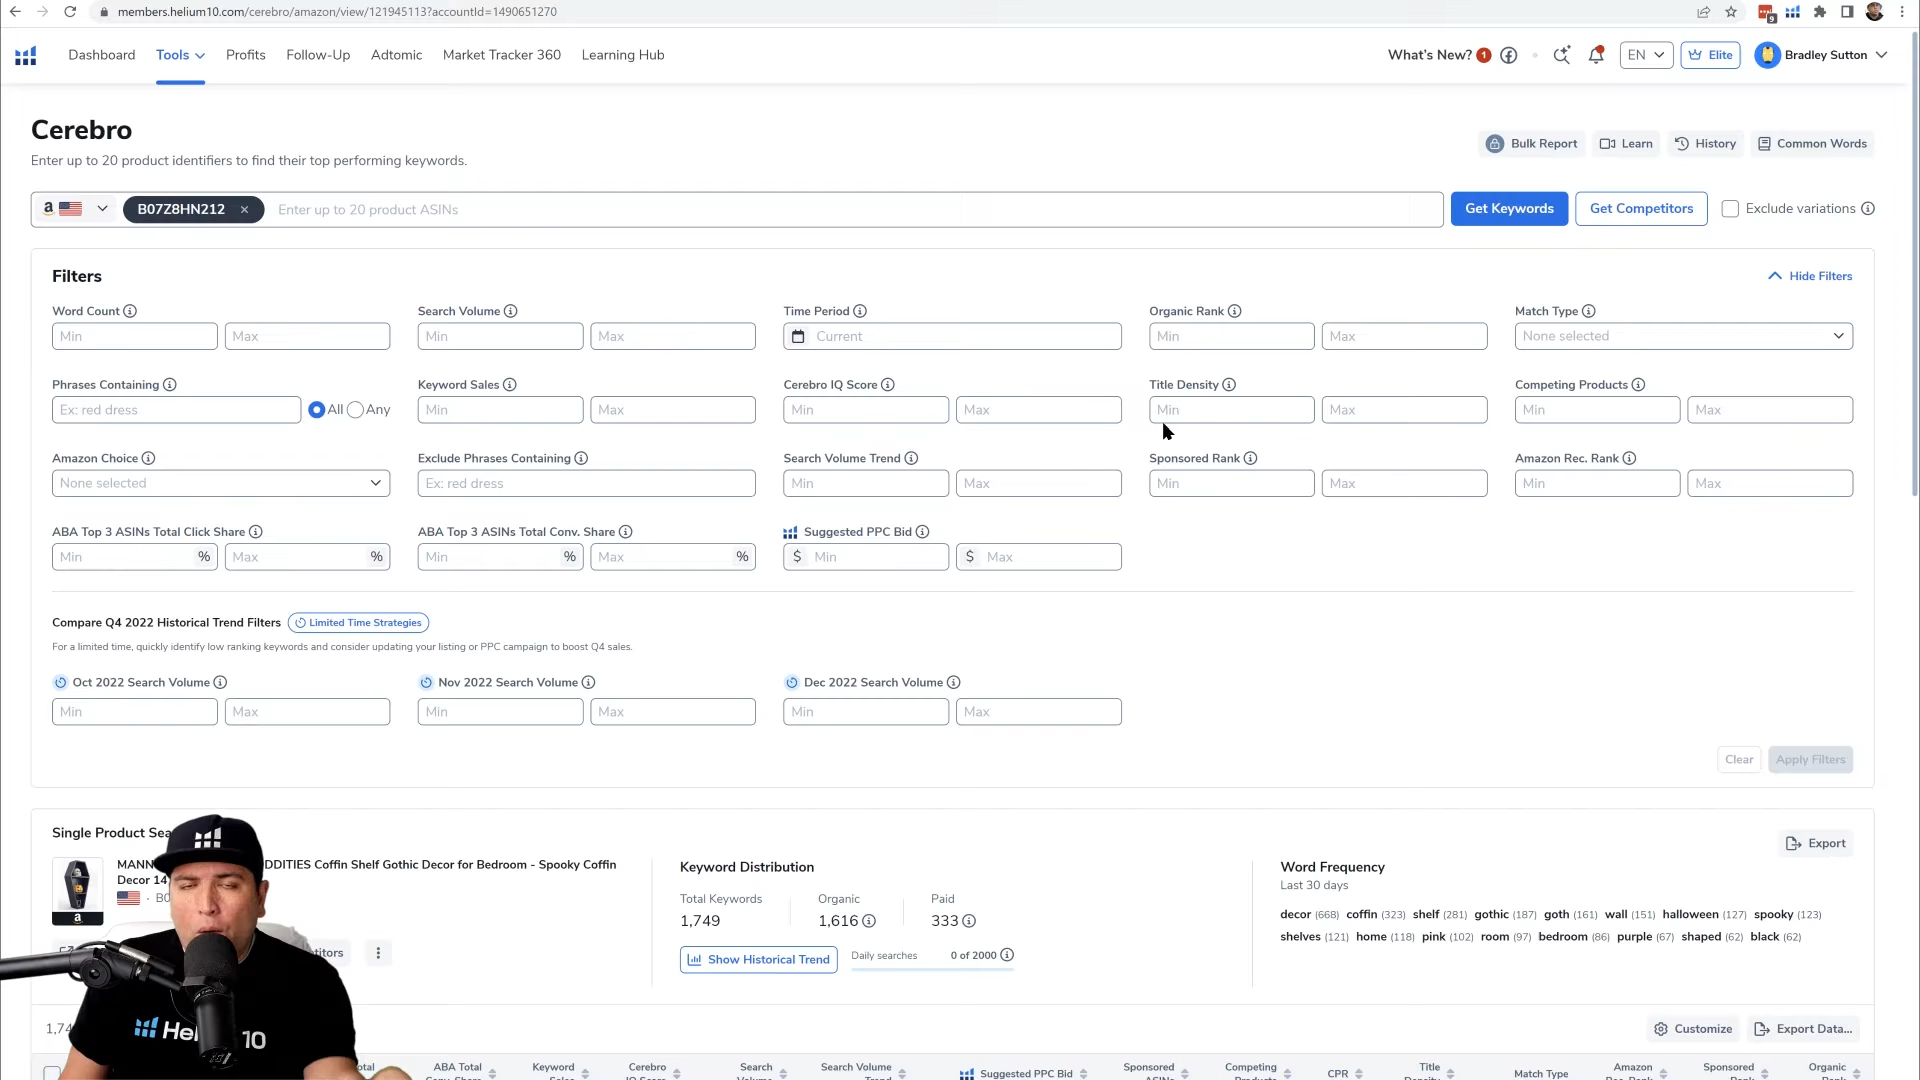 members.helium10.com/cerebro/amazon/view/121945113?accountId=1490651270
9
Dashboard Tools Profits Follow-Up Adtomic Market Tracker 360 Learning Hub What's New? 1 EN Elite Bradley Sutton
Cerebro
Enter up to 20 product identifiers to find their top performing keywords.
Bulk Report Learn History Common Words
a B07Z8HN212 × Enter up to 20 product ASINs Get Keywords Get Competitors Exclude variations
Filters Hide Filters
Word Count Search Volume Time Period Organic Rank Match Type
Min Max Min Max Current Min Max None selected
Phrases Containing Keyword Sales Cerebro IQ Score Title Density Competing Products
Ex: red dress All Any Min Max Min Max Min Max Min Max
Amazon Choice Exclude Phrases Containing Search Volume Trend Sponsored Rank Amazon Rec. Rank
None selected Ex: red dress Min Max Min Max Min Max
ABA Top 3 ASINs Total Click Share ABA Top 3 ASINs Total Conv. Share Suggested PPC Bid
Min % Max % Min % Max % $ Min $ Max
Compare Q4 2022 Historical Trend Filters Limited Time Strategies
For a limited time, quickly identify low ranking keywords and consider updating your listing or PPC campaign to boost Q4 sales.
Oct 2022 Search Volume Nov 2022 Search Volume Dec 2022 Search Volume
Min Max Min Max Min Max
Clear Apply Filters
Single Product Sea
Export
MANN DDITIES Coffin Shelf Gothic Decor for Bedroom - Spooky Coffin
Decor 14
B0
a
itors
Keyword Distribution
Total Keywords Organic Paid
1,749 1,616 333
Show Historical Trend Daily searches 0 of 2000
Word Frequency
Last 30 days
decor (668) coffin (323) shelf (281) gothic (187) goth (161) wall (151) halloween (127) spooky (123)
shelves (121) home (118) pink (102) room (97) bedroom (86) purple (67) shaped (62) black (62)
1,74 Customize Export Data...
Hel 10
otal ABA Total Keyword Cerebro Search Search Volume Suggested PPC Bid Sponsored Competing CPR Title Match Type Amazon Sponsored Organic
Conv. Share Sales IQ Score Volume Trend ASINs Products Density Rec. Rank Rank Rank